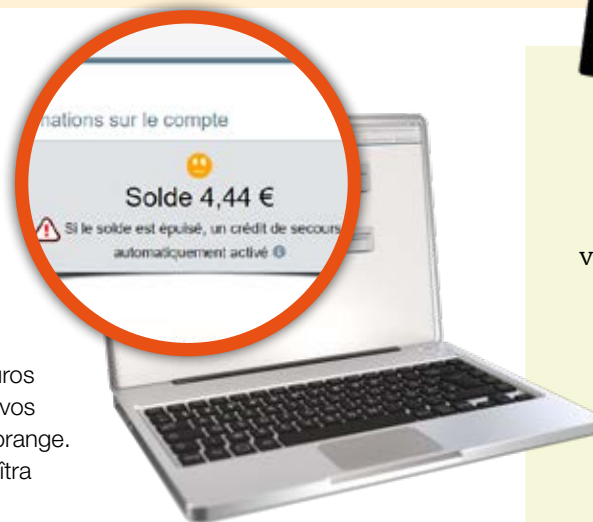 mations sur le compte
Solde 4,44 €
Si le solde est épuisé, un crédit de secours
automatiquement activé
uros
vos
orange.
aîtra
v